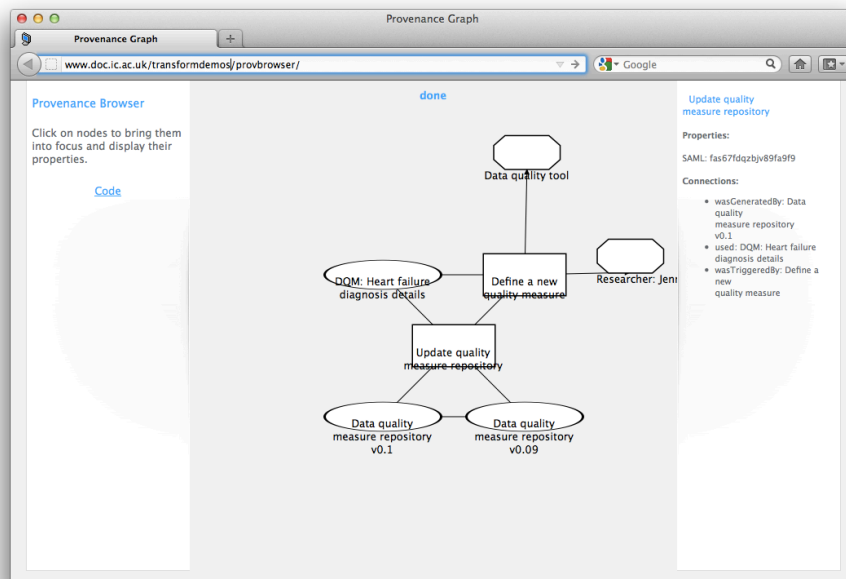 Provenance Graph
Provenance Graph
www.doc.ic.ac.uk/transformdemos/provbrowser/
Google
Provenance Browser
Click on nodes to bring them
into focus and display their
properties.
Code
done
Data quality tool
DQM: Heart failure
diagnosis details
Define a new
quality measure
Researcher: Jenn
Update quality
measure repository
Data quality
measure repository
v0.1
Data quality
measure repository
v0.09
Update quality
measure repository
Properties:
SAML: fas67fdqzbjv89fa9f9
Connections:
wasGeneratedBy: Data
quality
measure repository
v0.1
used: DQM: Heart failure
diagnosis details
wasTriggeredBy: Define a
new
quality measure